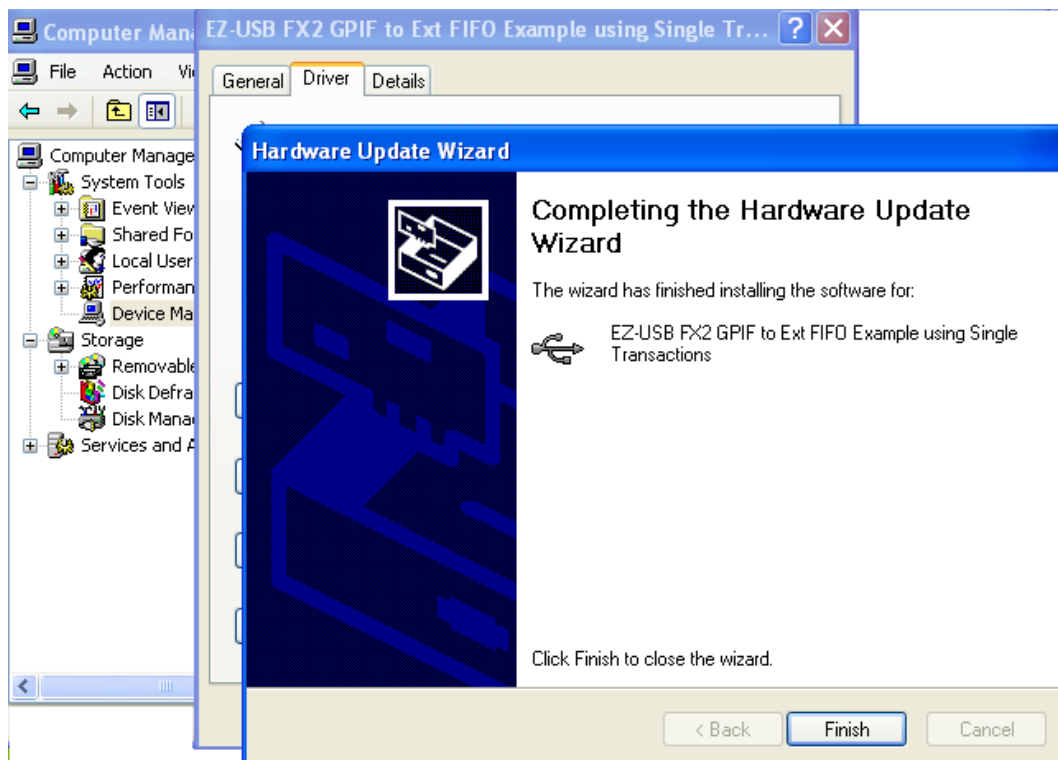 Computer Mana
EZ-USB FX2 GPIF to Ext FIFO Example using Single Tr...
File Action Vi
General Driver Details
Hardware Update Wizard
Computer Manage
System Tools
Event View
Shared Fo
Local User
Performan
Device Ma
Storage
Removable
Disk Defra
Disk Mana
Services and A
Completing the Hardware Update
Wizard
The wizard has finished installing the software for:
EZ-USB FX2 GPIF to Ext FIFO Example using Single
Transactions
Click Finish to close the wizard.
< Back Finish Cancel